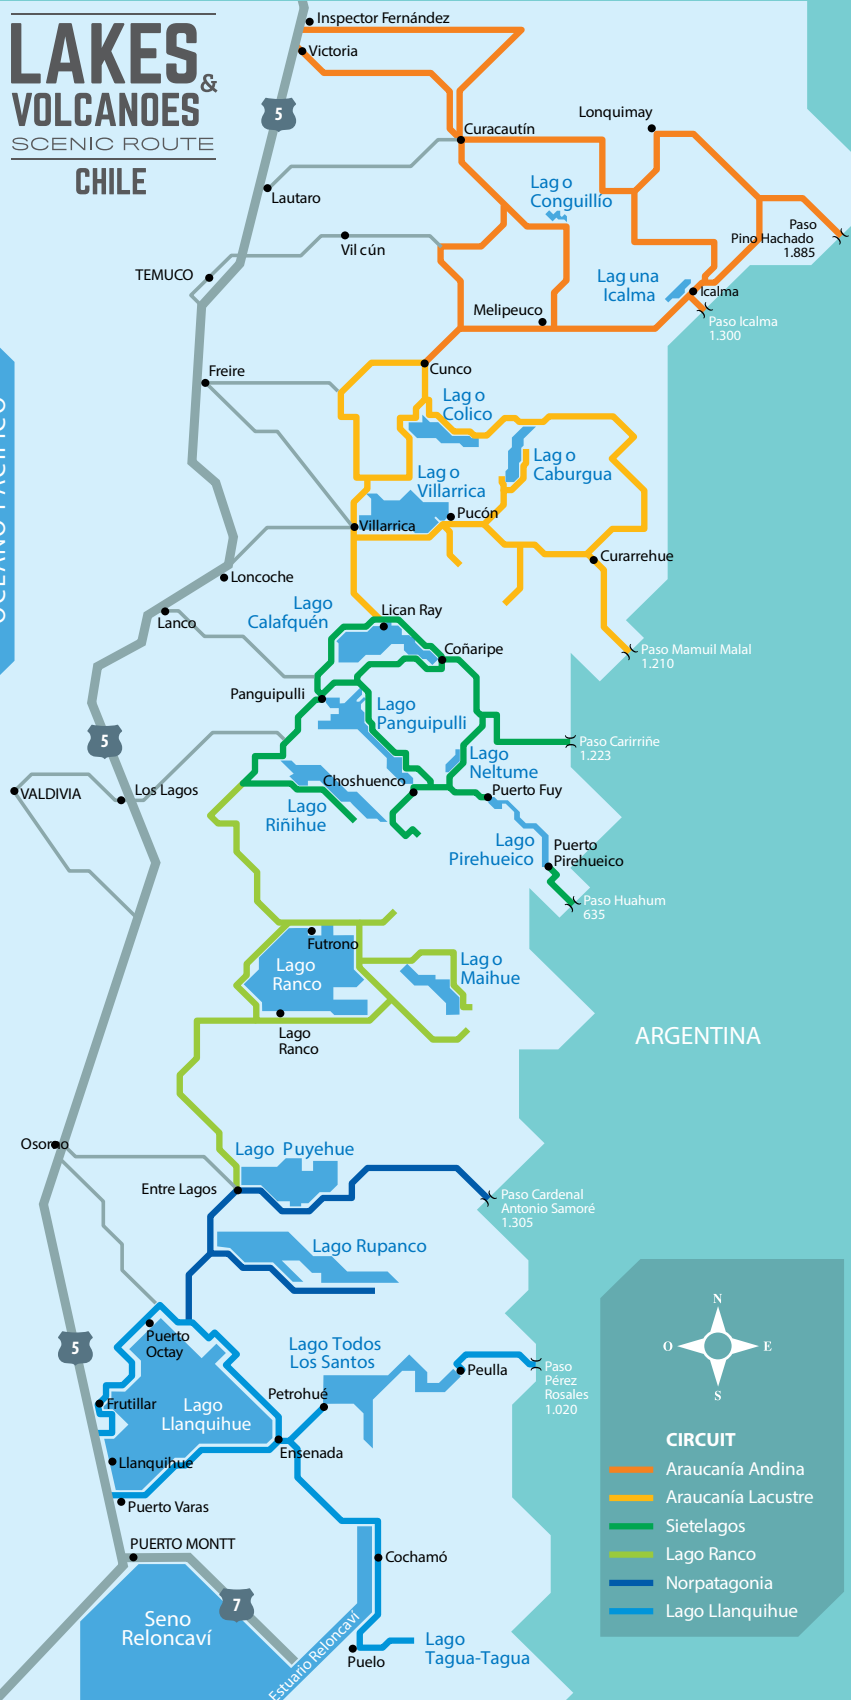 LAKES
&
VOLCANOES
SCENIC ROUTE
CHILE
Inspector Fernández
Victoria
5
Curacautín
Lonquimay
Lautaro
Lago
Conguillío
Paso
Pino Hachado
1.885
Vilcún
TEMUCO
Laguna
Icalma
Icalma
Melipeuco
Paso Icalma
1.300
Freire
Cunco
Lago
Colico
Lago
Caburgua
Lago
Villarrica
Pucón
Villarrica
Curarrehue
Loncoche
Lago
Calafquén
Lican Ray
Lanco
Coñaripe
Paso Mamuil Malal
1.210
Panguipulli
Lago
Panguipulli
5
Paso Carirriñe
1.223
Lago
Neltume
Choshuenco
Puerto Fuy
VALDIVIA
Los Lagos
Lago
Riñihue
Lago
Pirehueico
Puerto
Pirehueico
Paso Huahum
635
Futrono
Lago
Ranco
Lago
Maihue
Lago
Ranco
ARGENTINA
Osorno
Lago Puyehue
Entre Lagos
Paso Cardenal
Antonio Samoré
1.305
Lago Rupanco
5
Puerto
Octay
Lago Todos
Los Santos
Peulla
Paso
Pérez
Rosales
1.020
Petrohué
Frutillar
Lago
Llanquihue
Ensenada
Llanquihue
Puerto Varas
PUERTO MONTT
Cochamó
7
Seno
Reloncaví
Estuario Reloncaví
Puelo
Lago
Tagua-Tagua
N
O
E
S
CIRCUIT
Araucanía Andina
Araucanía Lacustre
Sietelagos
Lago Ranco
Norpatagonia
Lago Llanquihue